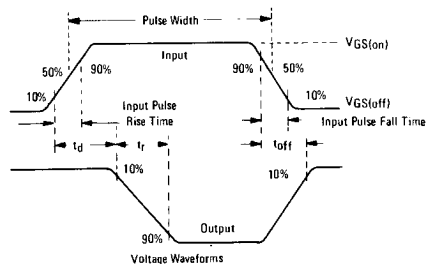 Pulse Width
VGS(on)
Input
50%
90%
90%
50%
10%
10%
VGS(off)
Input Pulse
Rise Time
Input Pulse Fall Time
td
tr
toff
10%
10%
Output
90%
Voltage Waveforms